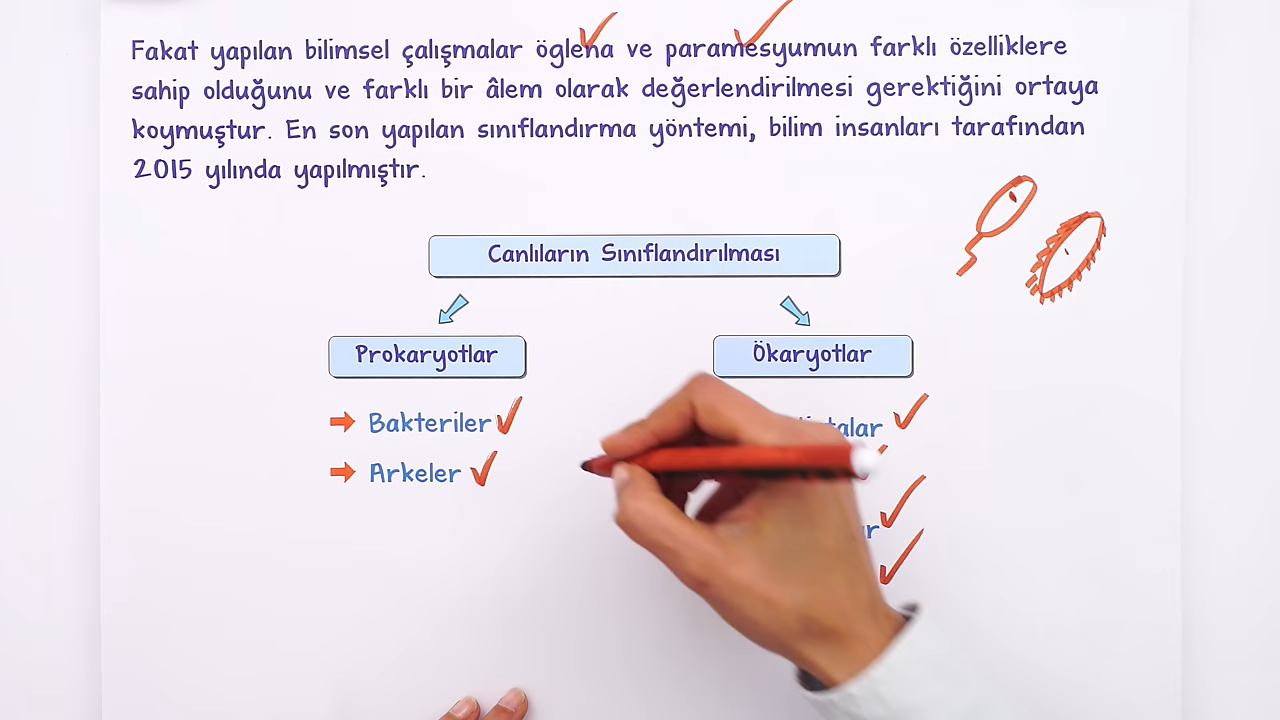 Fakat yapılan bilimsel çalışmalar öglena ve paramesyumun farklı özelliklere
sahip olduğunu ve farklı bir âlem olarak değerlendirilmesi gerektiğini ortaya
koymuştur. En son yapılan sınıflandırma yöntemi, bilim insanları tarafından
2015 yılında yapılmıştır.
Canlıların Sınıflandırılması
Prokaryotlar
Ökaryotlar
Bakteriler
Arkeler